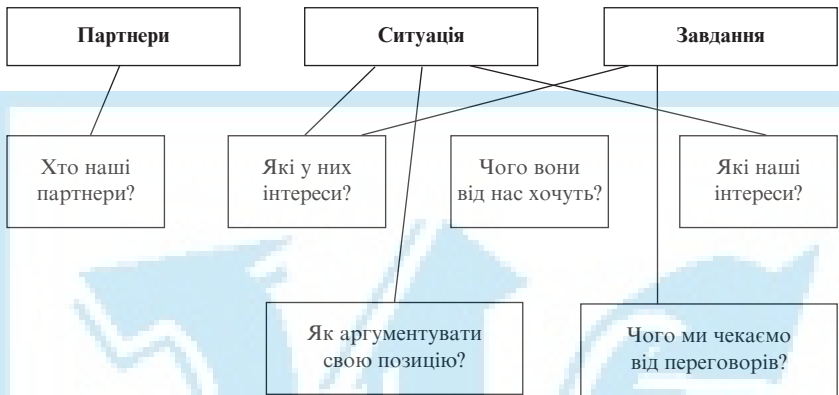 Партнери
Ситуація
Завдання
Хто наші
партнери?
Які у них
інтереси?
Чого вони
від нас хочуть?
Які наші
інтереси?
Як аргументувати
свою позицію?
Чого ми чекаємо
від переговорів?